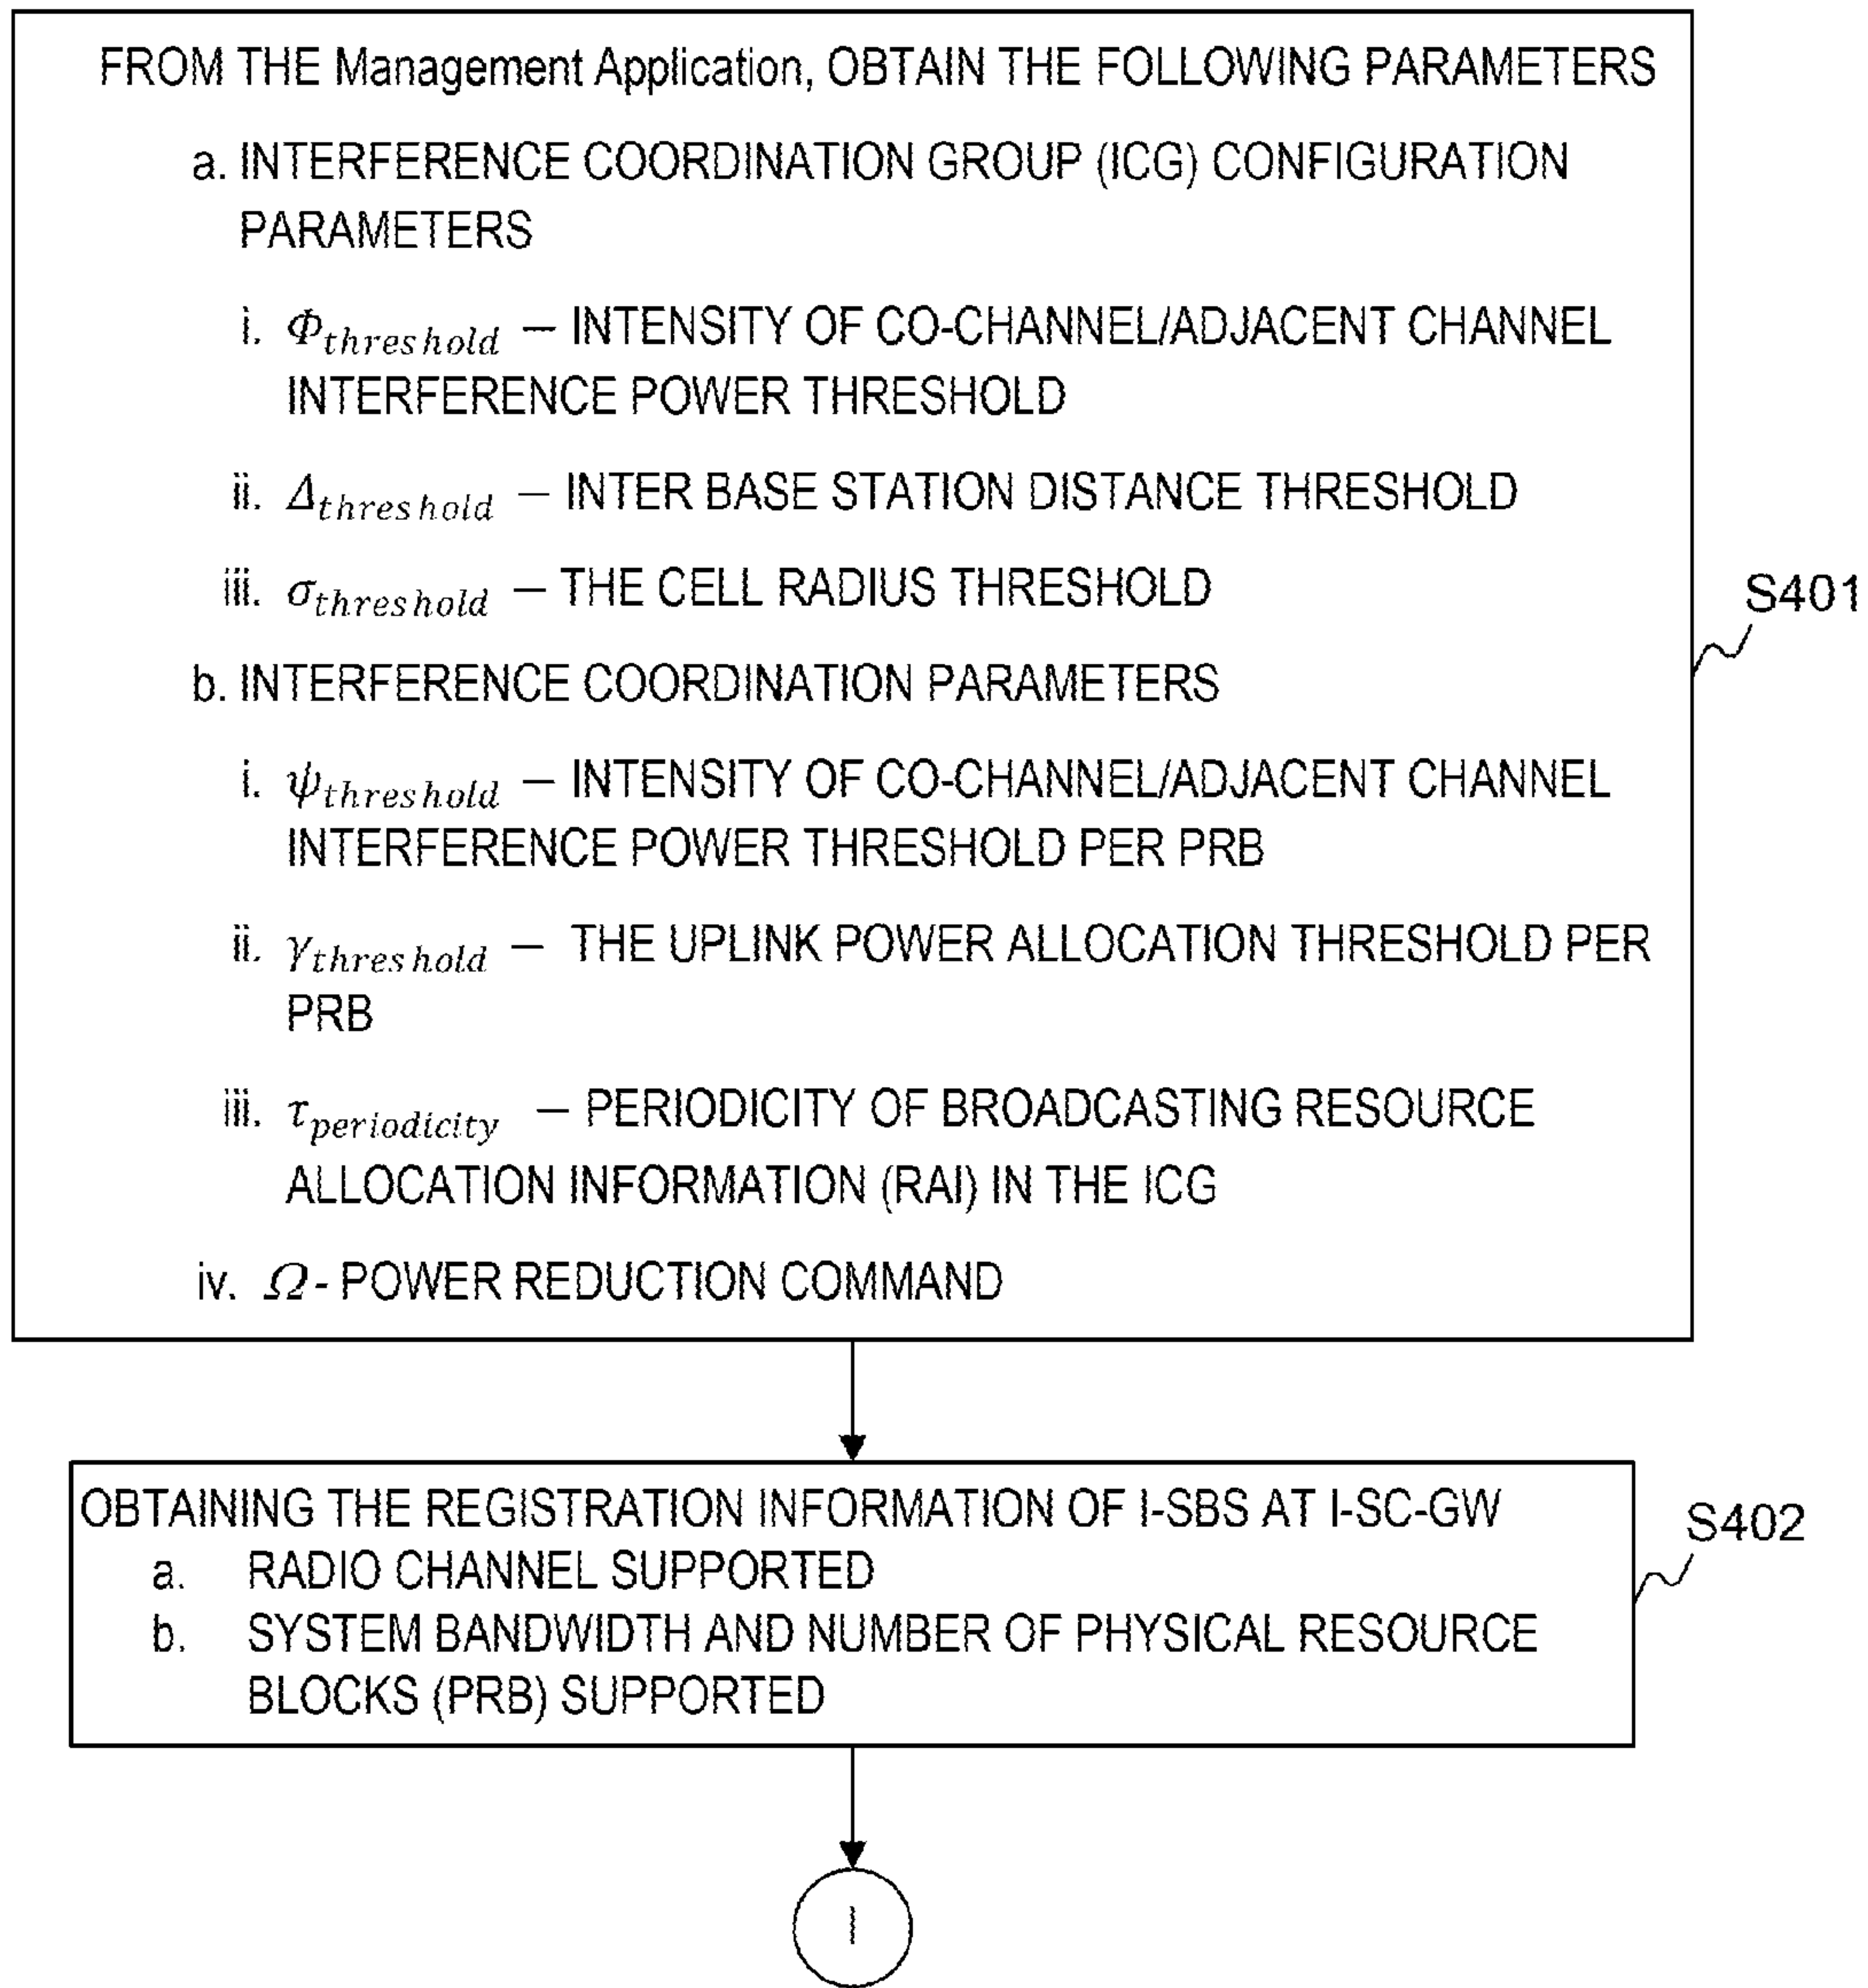 FROM THE Management Application, OBTAIN THE FOLLOWING PARAMETERS
a. INTERFERENCE COORDINATION GROUP (ICG) CONFIGURATION
PARAMETERS
i. Φthreshold — INTENSITY OF CO-CHANNEL/ADJACENT CHANNEL
INTERFERENCE POWER THRESHOLD
ii. Δthreshold — INTER BASE STATION DISTANCE THRESHOLD
iii. σthreshold — THE CELL RADIUS THRESHOLD
S401
b. INTERFERENCE COORDINATION PARAMETERS
i. ψthreshold — INTENSITY OF CO-CHANNEL/ADJACENT CHANNEL
INTERFERENCE POWER THRESHOLD PER PRB
ii. γthreshold — THE UPLINK POWER ALLOCATION THRESHOLD PER
PRB
iii. τperiodicity — PERIODICITY OF BROADCASTING RESOURCE
ALLOCATION INFORMATION (RAI) IN THE ICG
iv. Ω- POWER REDUCTION COMMAND
OBTAINING THE REGISTRATION INFORMATION OF I-SBS AT I-SC-GW
S402
a. RADIO CHANNEL SUPPORTED
b. SYSTEM BANDWIDTH AND NUMBER OF PHYSICAL RESOURCE
BLOCKS (PRB) SUPPORTED
I